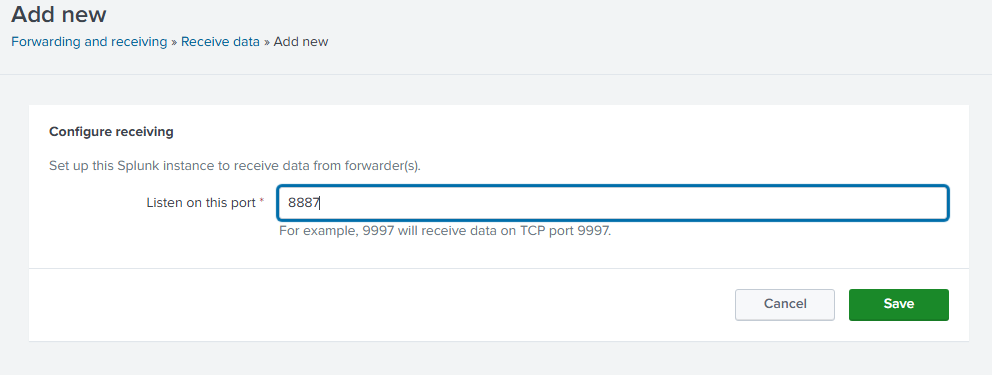 Add new
Forwarding and receiving » Receive data » Add new
Configure receiving
Set up this Splunk instance to receive data from forwarder(s).
Listen on this port * 8887
For example, 9997 will receive data on TCP port 9997.
Cancel Save